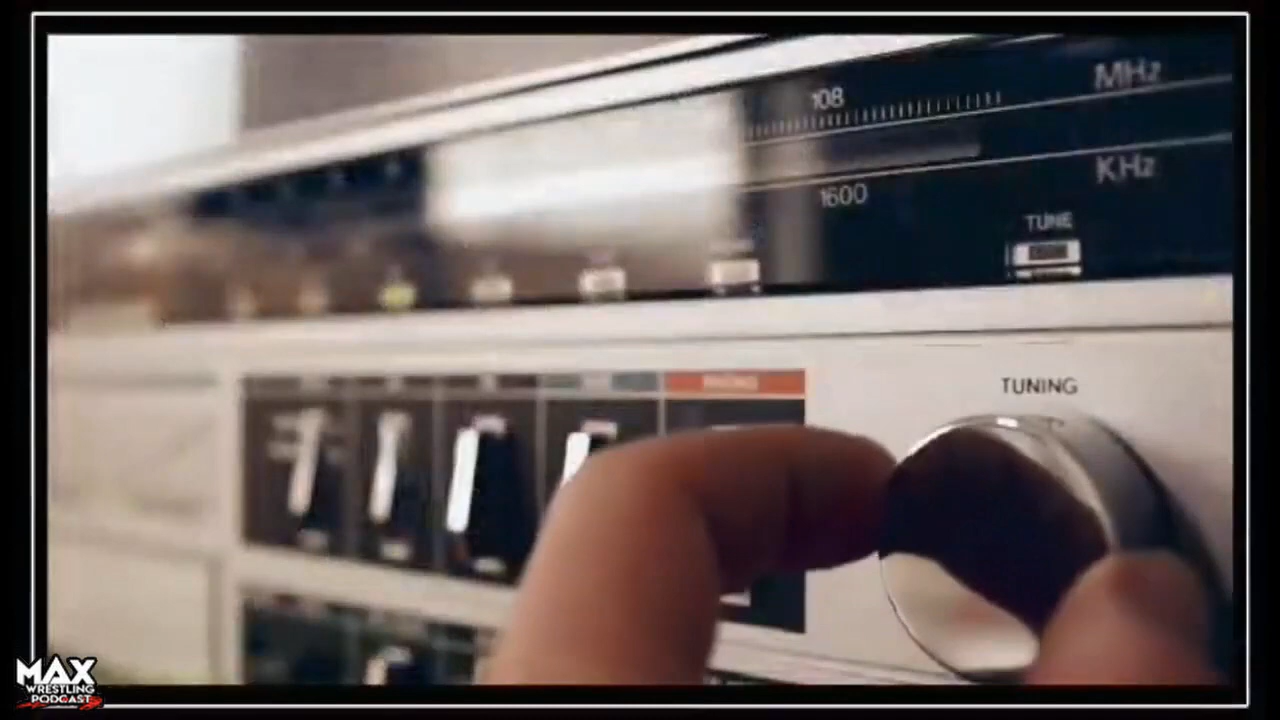 108
MHz
1600
KHz
TUNE
TUNING
MAX
WRESTLING
PODCAST